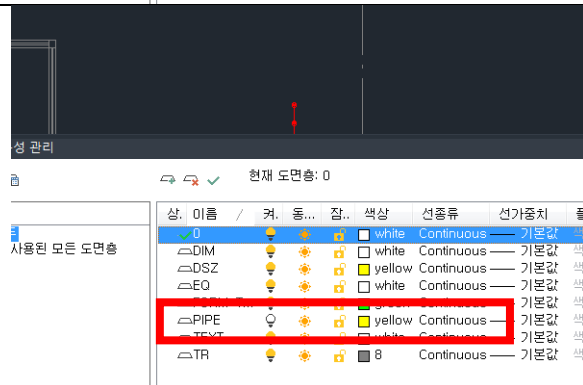 성 관리
현재 도면층: 0
상. 이름 / 켜. 동... 잠.. 색상 선종류 선가중치
0 white Continuous 기본값
사용된 모든 도면층
DIM white Continuous 기본값
DSZ yellow Continuous 기본값
EQ white Continuous 기본값
PIPE yellow Continuous 기본값
TEXT white Continuous 기본값
TR 8 Continuous 기본값